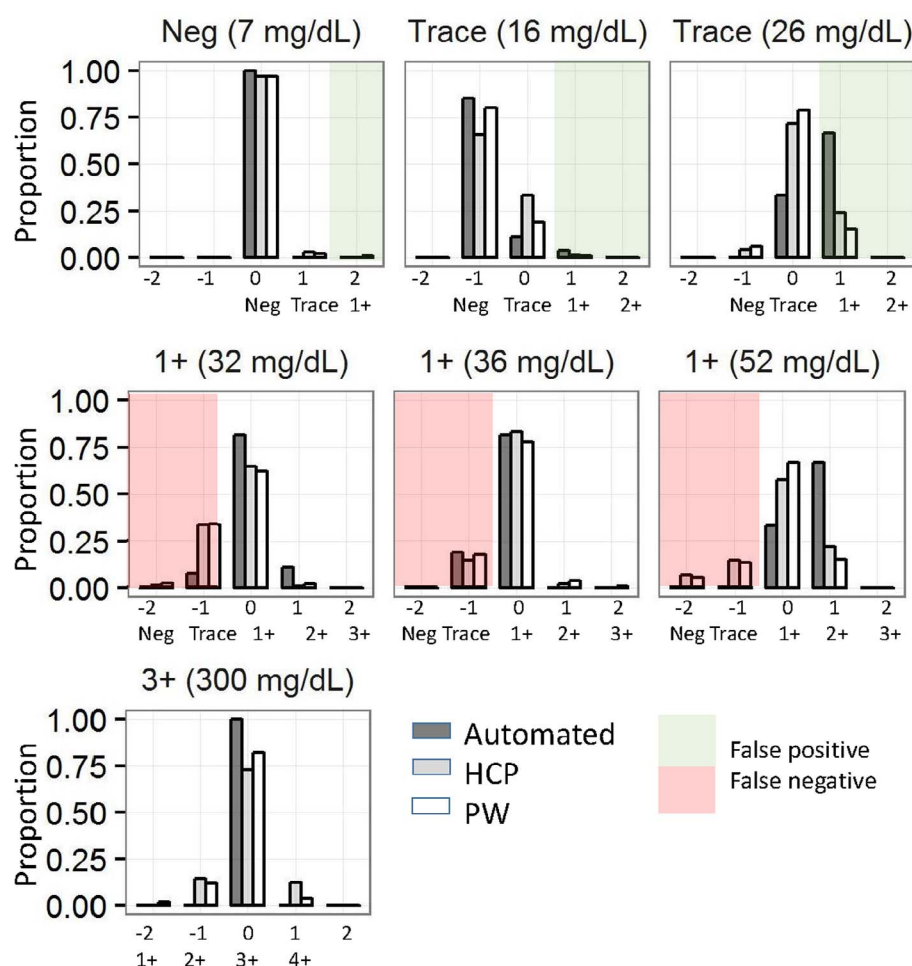 Neg (7 mg/dL) Trace (16 mg/dL) Trace (26 mg/dL)
Proportion
1.00
0.75
0.50
0.25
0.00
-2 -1 0 1 2 -2 -1 0 1 2 -2 -1 0 1 2
Neg Trace 1+ Neg Trace 1+ 2+ Neg Trace 1+ 2+
1+ (32 mg/dL) 1+ (36 mg/dL) 1+ (52 mg/dL)
Proportion
1.00
0.75
0.50
0.25
0.00
-2 -1 0 1 2 -2 -1 0 1 2 -2 -1 0 1 2
Neg Trace 1+ 2+ 3+ Neg Trace 1+ 2+ 3+ Neg Trace 1+ 2+ 3+
3+ (300 mg/dL)
Proportion
1.00
0.75
0.50
0.25
0.00
-2 -1 0 1 2
1+ 2+ 3+ 4+
Automated
HCP
PW
False positive
False negative